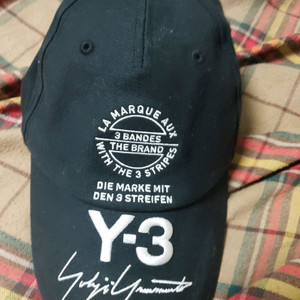 LA MARQUE AUX
3 BANDES
THE BRAND
WITH THE 3 STRIPES
DIE MARKE MIT
DEN 3 STREIFEN
Y-3
Yohji Yamamoto